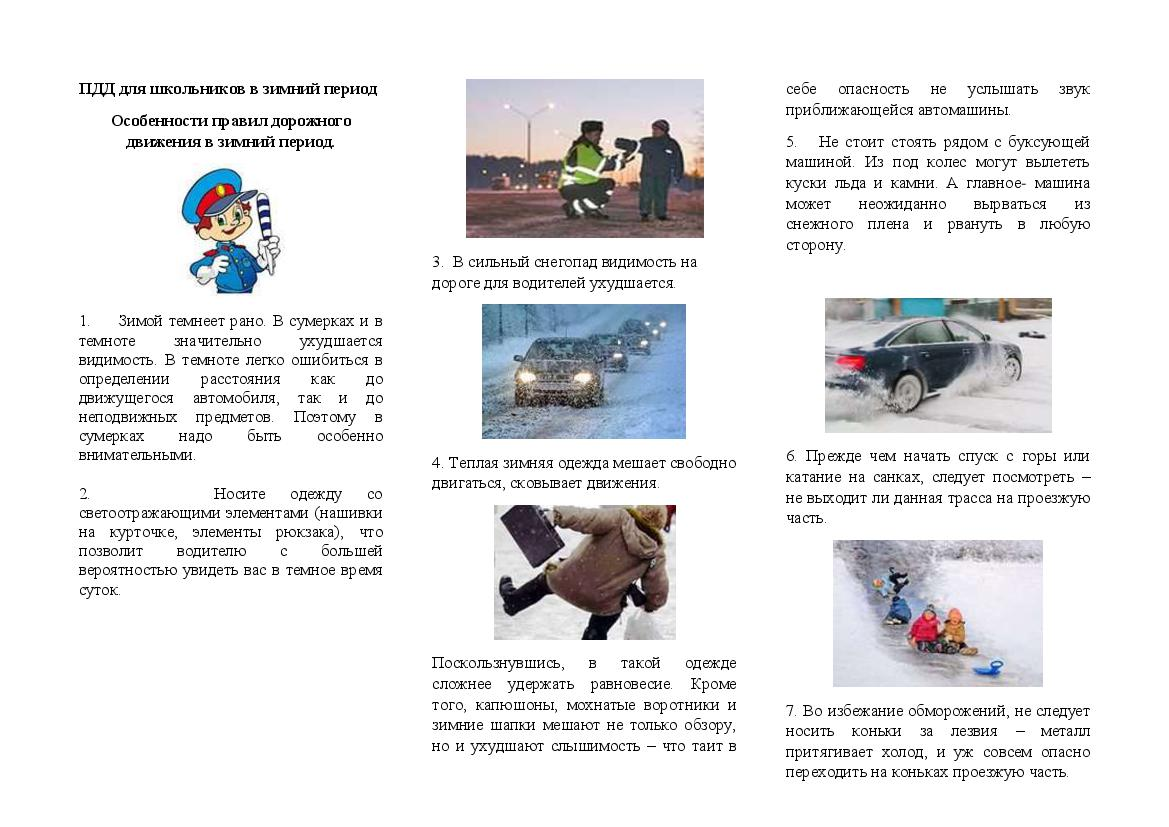 ПДД для школьников в зимний период
Особенности правил дорожного
движения в зимний период.
1. Зимой темнеет рано. В сумерках и в
темноте значительно ухудшается
видимость. В темноте легко ошибиться в
определении расстояния как до
движущегося автомобиля, так и до
неподвижных предметов. Поэтому в
сумерках надо быть особенно
внимательными.
2. Носите одежду со
светоотражающими элементами (нашивки
на курточке, элементы рюкзака), что
позволит водителю с большей
вероятностью увидеть вас в темное время
суток.
3. В сильный снегопад видимость на
дороге для водителей ухудшается.
4. Теплая зимняя одежда мешает свободно
двигаться, сковывает движения.
Поскользнувшись, в такой одежде
сложнее удержать равновесие. Кроме
того, капюшоны, мохнатые воротники и
зимние шапки мешают не только обзору,
но и ухудшают слышимость – что таит в
себе опасность не услышать звук
приближающейся автомашины.
5. Не стоит стоять рядом с буксующей
машиной. Из под колес могут вылететь
куски льда и камни. А главное- машина
может неожиданно вырваться из
снежного плена и рвануть в любую
сторону.
6. Прежде чем начать спуск с горы или
катание на санках, следует посмотреть –
не выходит ли данная трасса на проезжую
часть.
7. Во избежание обморожений, не следует
носить коньки за лезвия – металл
притягивает холод, и уж совсем опасно
переходить на коньках проезжую часть.